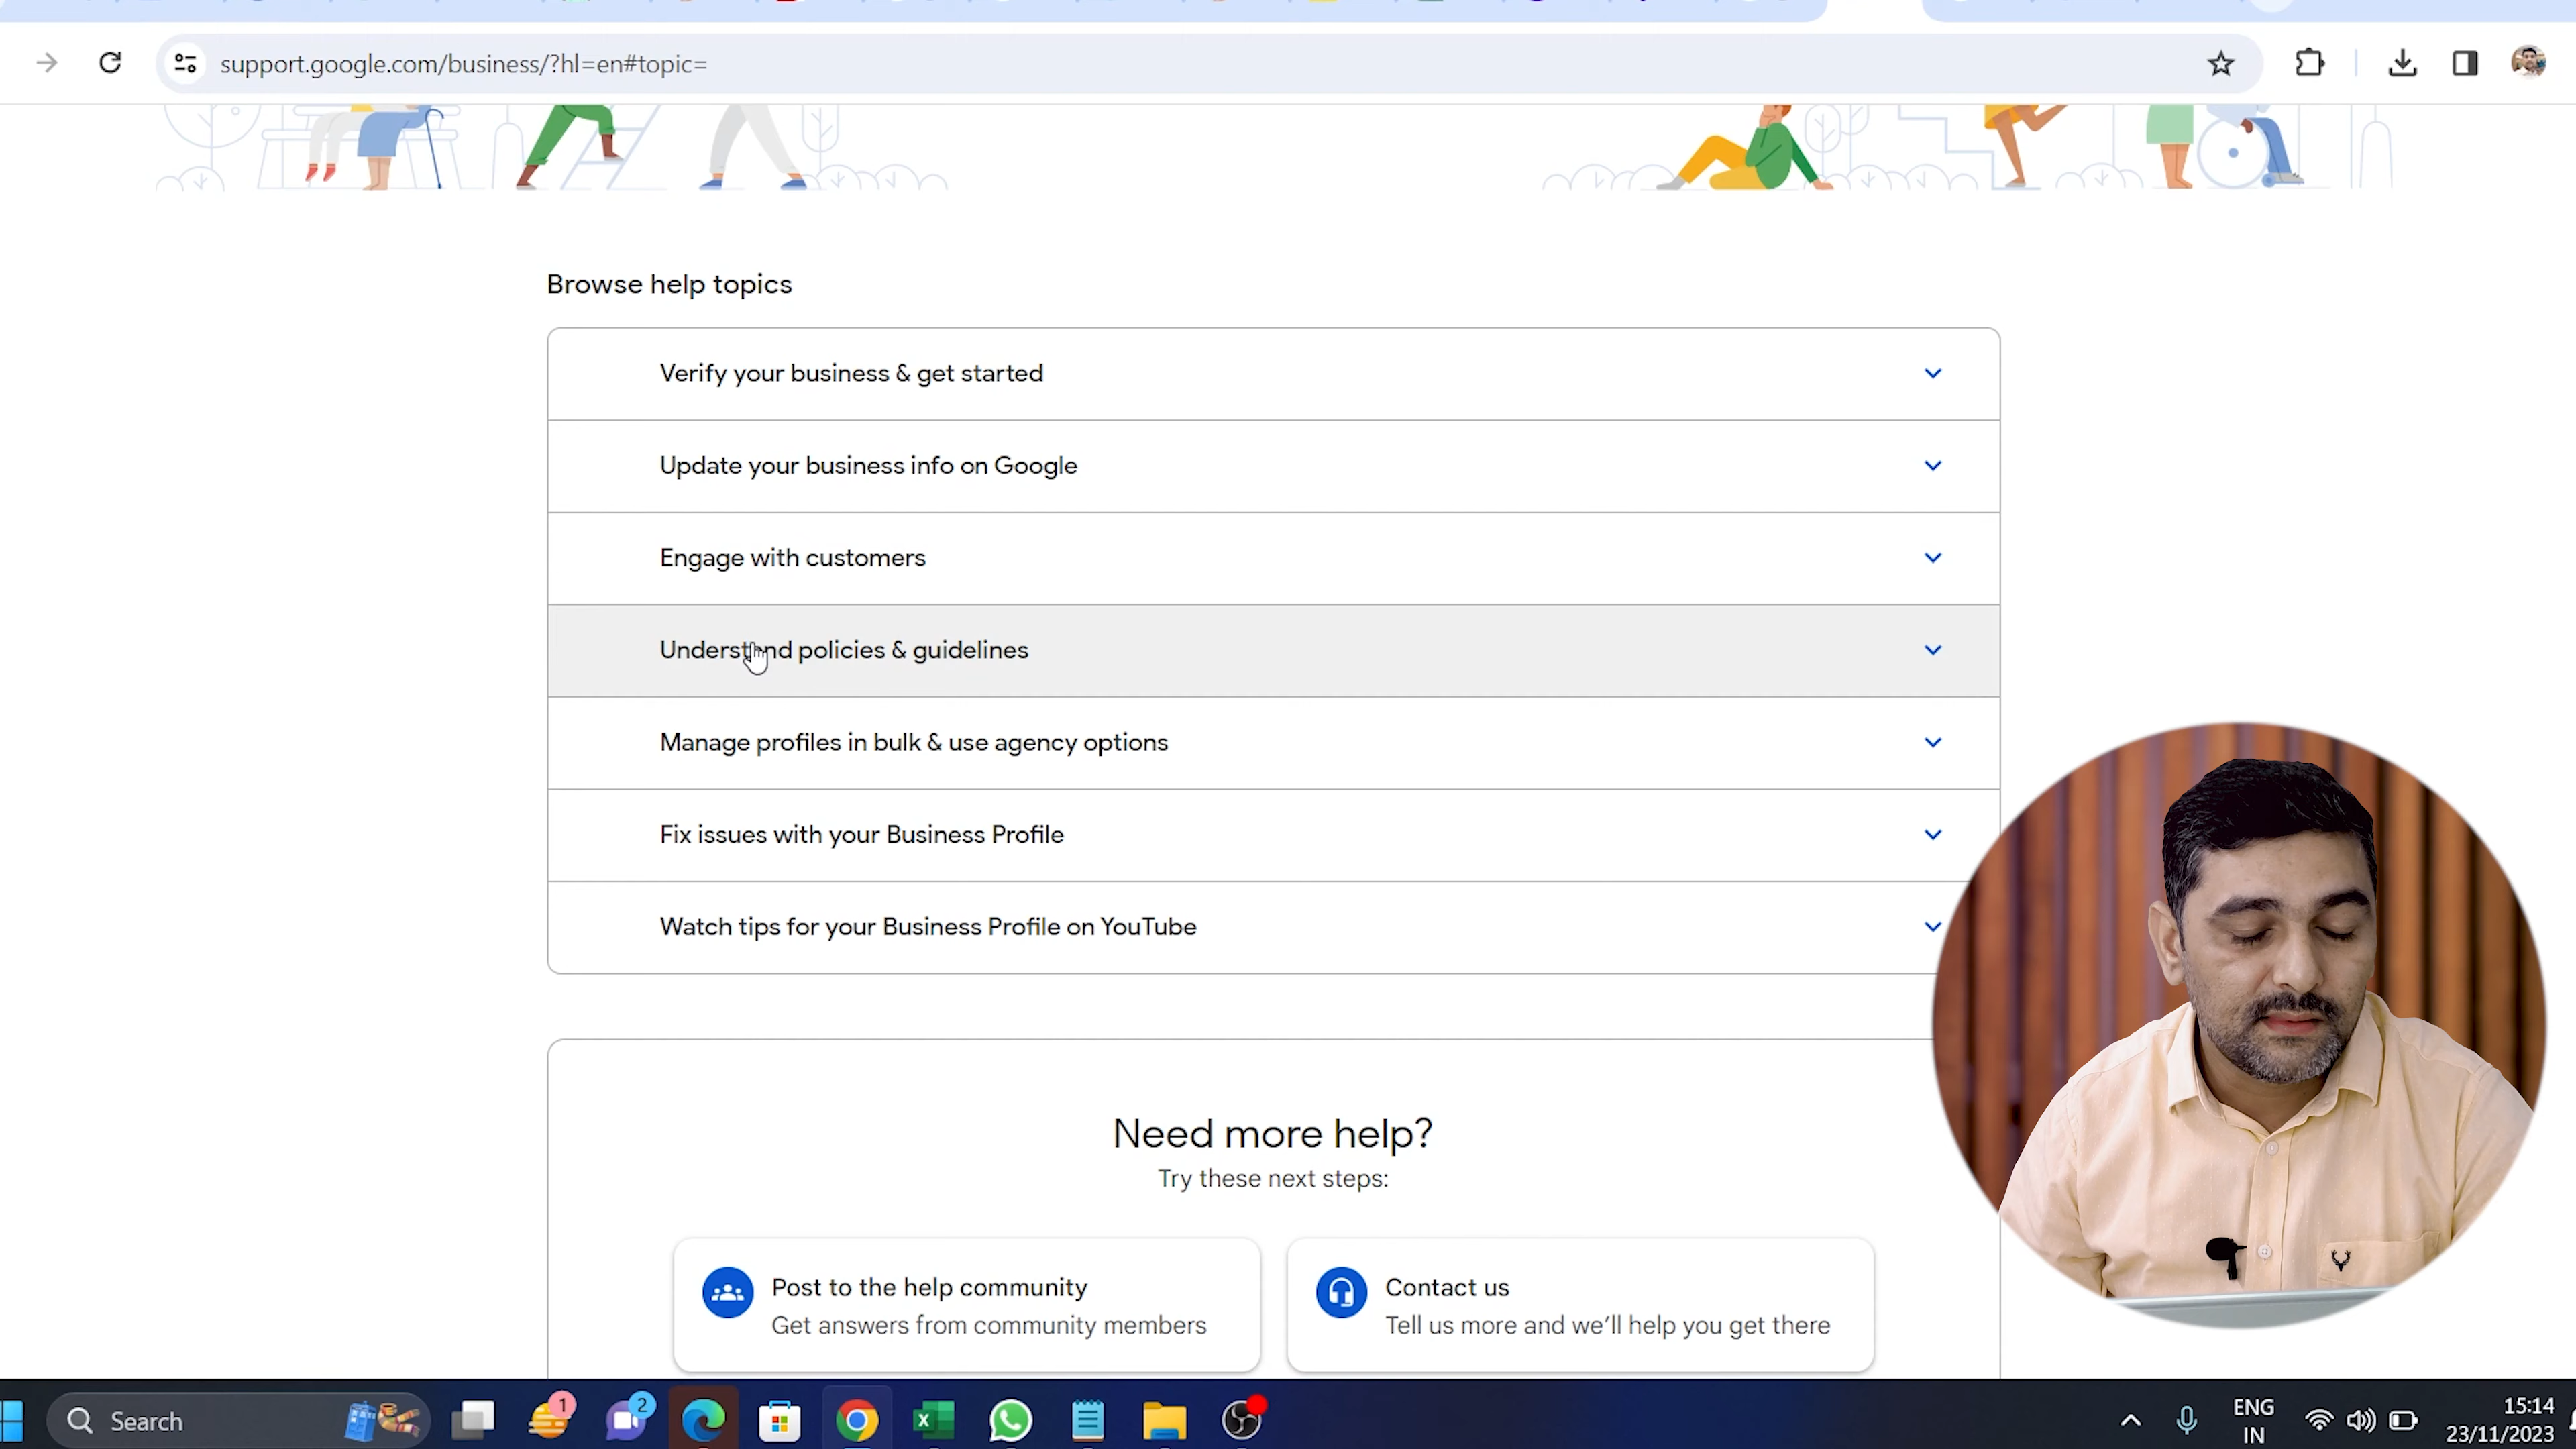 support.google.com/business/?hl=en#topic=
Browse help topics
Verify your business & get started
Update your business info on Google
Engage with customers
Understand policies & guidelines
Manage profiles in bulk & use agency options
Fix issues with your Business Profile
Watch tips for your Business Profile on YouTube
Need more help?
Try these next steps:
Post to the help community
Get answers from community members
Contact us
Tell us more and we'll help you get there
Search
1
2
ENG
IN
15:14
23/11/2023